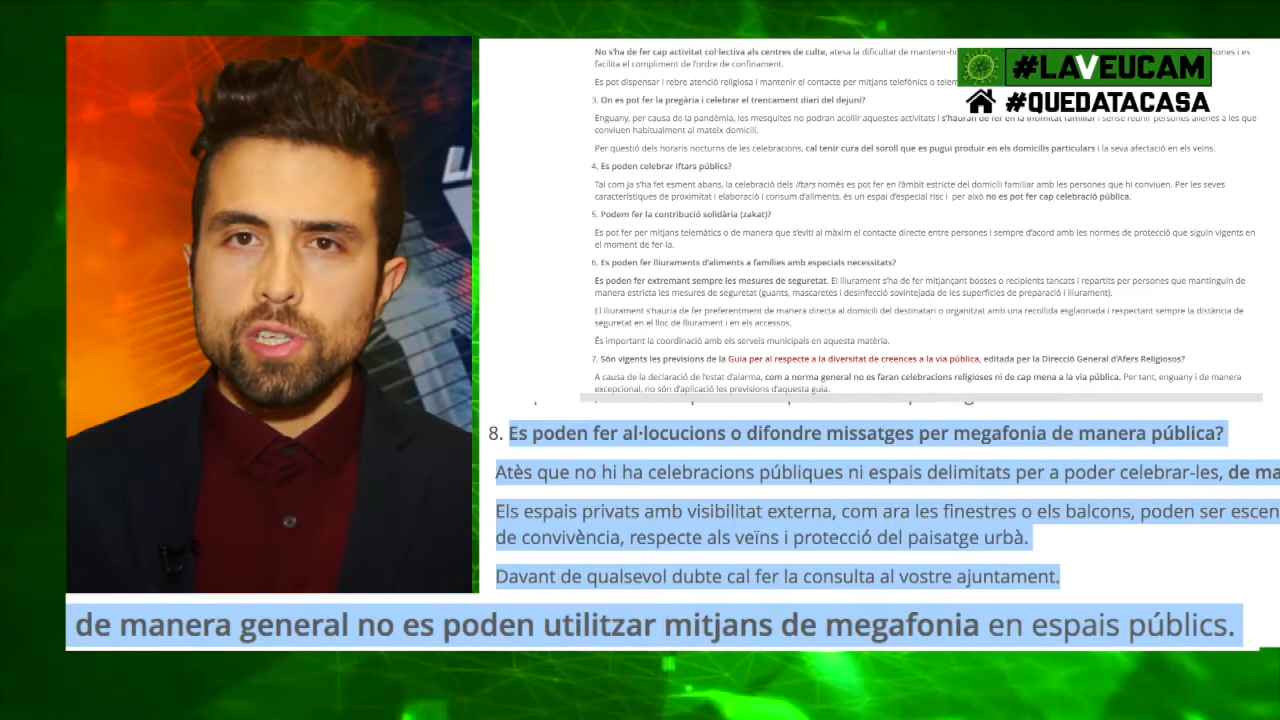 No s'ha de fer cap activitat col·lectiva als centres de culte, atesa la dificultat de mantenir-hi
sones i es
facilita el compliment de l'ordre de confinament.
#LAVEUCAM
Es pot dispensar i rebre atenció religiosa i mantenir el contacte per mitjans telefònics o
#QUEDATACASA
3. On es pot fer la pregària i celebrar el trencament diari del dejuni?
Enguany, per causa de la pandèmia, les mesquites no podran acollir aquestes activitats i s'hauran de fer en la intimitat familiar i sense reunir persones alienes a les que
conviuen habitualment al mateix domicili.
Per qüestió dels horaris nocturns de les celebracions, cal tenir cura del soroll que es pugui produir en els domicilis particulars i la seva afectació en els veïns.
4. Es poden celebrar iftars públics?
Tal com ja s'ha fet esment abans, la celebració dels iftars només es pot fer en l'àmbit estricte del domicili familiar amb les persones que hi conviuen. Per les seves
característiques de proximitat i elaboració i consum d'aliments, és un espai d'especial risc i per això no es pot fer cap celebració pública.
5. Podem fer la contribució solidària (zakat)?
Es pot fer per mitjans telemàtics o de manera que s'eviti al màxim el contacte directe entre persones i sempre d'acord amb les normes de protecció que siguin vigents en
el moment de fer-la.
6. Es poden fer lliuraments d'aliments a famílies amb especials necessitats?
Es poden fer extremant sempre les mesures de seguretat. El lliurament s'ha de fer mitjançant bosses o recipients tancats i repartits per persones que mantinguin de
manera estricta les mesures de seguretat (guants, mascaretes i desinfecció sovintejada de les superfícies de preparació i lliurament).
El lliurament s'hauria de fer preferentment de manera directa al domicili del destinatari o organitzat amb una recollida esglaonada i respectant sempre la distància de
seguretat en el lloc de lliurament i en els accessos.
És important la coordinació amb els serveis municipals en aquesta matèria.
7. Són vigents les previsions de la Guia per al respecte a la diversitat de creences a la via pública, editada per la Direcció General d'Afers Religiosos?
A causa de la declaració de l'estat d'alarma, com a norma general no es faran celebracions religioses ni de cap mena a la via pública. Per tant, enguany i de manera
excepcional, no són d'aplicació les previsions d'aquesta guia.
8. Es poden fer al·locucions o difondre missatges per megafonia de manera pública?
Atès que no hi ha celebracions públiques ni espais delimitats per a poder celebrar-les, de ma
Els espais privats amb visibilitat externa, com ara les finestres o els balcons, poden ser escen
de convivència, respecte als veïns i protecció del paisatge urbà.
Davant de qualsevol dubte cal fer la consulta al vostre ajuntament.
de manera general no es poden utilitzar mitjans de megafonia en espais públics.